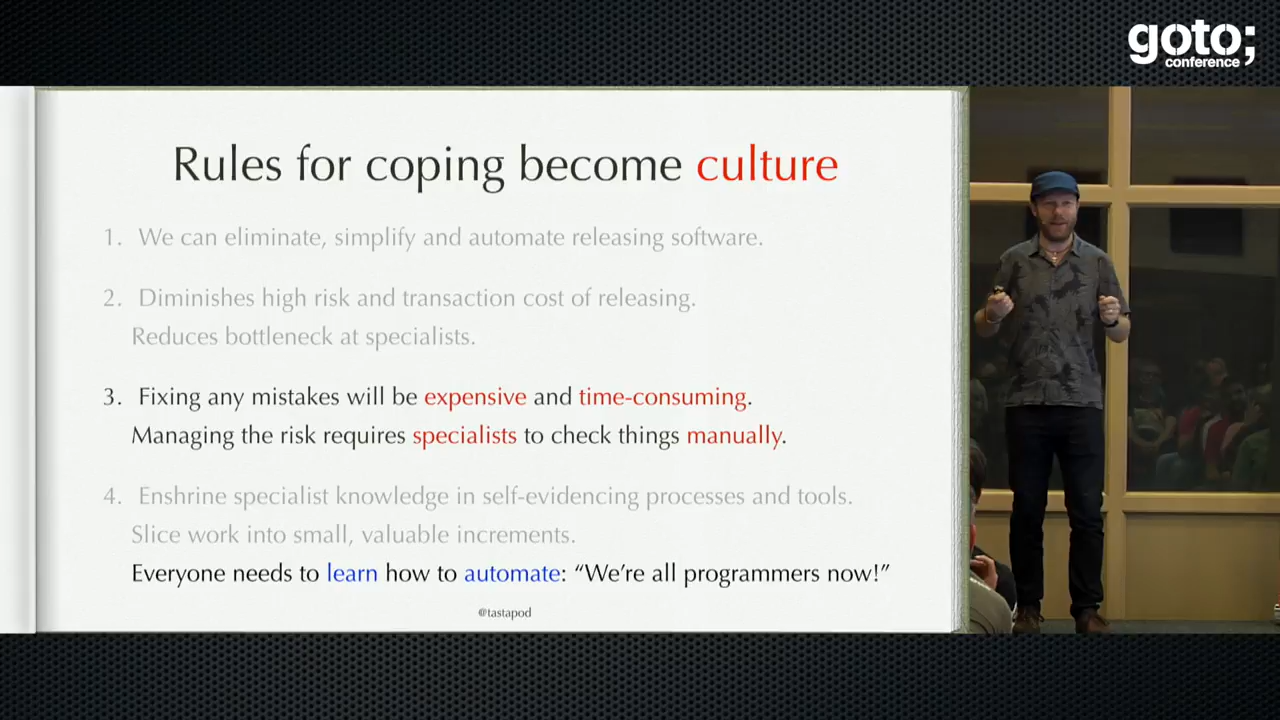 goto;
conference
Rules for coping become culture
1. We can eliminate, simplify and automate releasing software.
2. Diminishes high risk and transaction cost of releasing.
Reduces bottleneck at specialists.
3. Fixing any mistakes will be expensive and time-consuming.
Managing the risk requires specialists to check things manually.
4. Enshrine specialist knowledge in self-evidencing processes and tools.
Slice work into small, valuable increments.
Everyone needs to learn how to automate: “We’re all programmers now!”
@tastapod